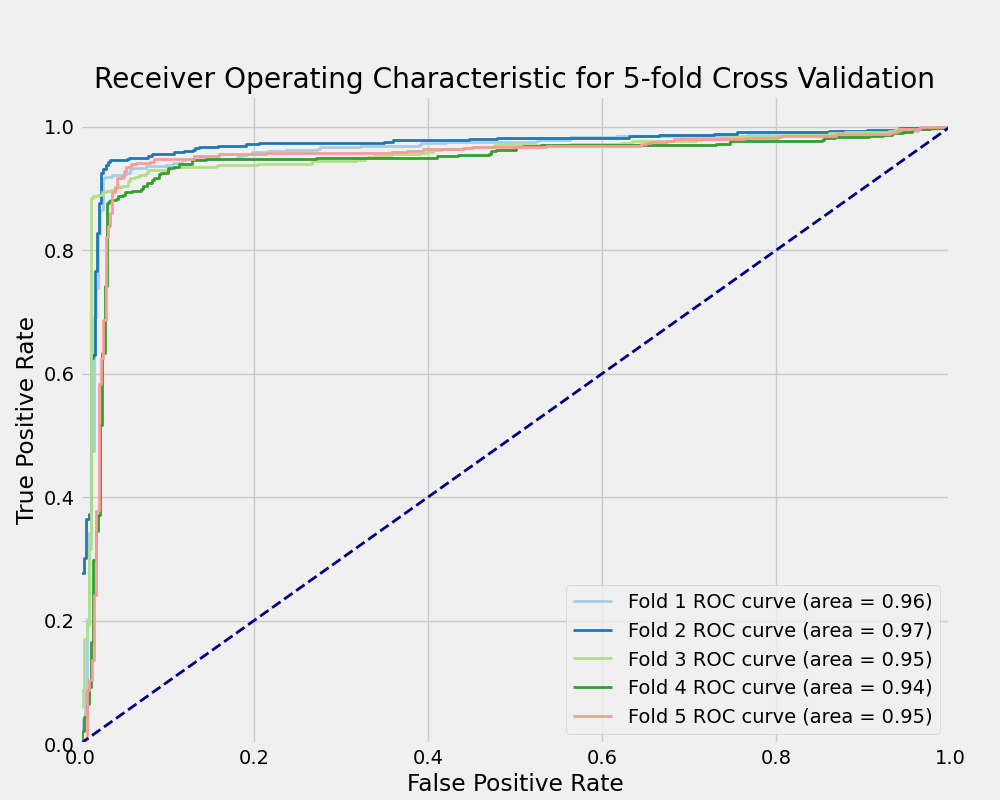 Receiver Operating Characteristic for 5-fold Cross Validation
True Positive Rate
1.0
0.8
0.6
0.4
0.2
0.0
0.0 0.2 0.4 0.6 0.8 1.0
False Positive Rate
Fold 1 ROC curve (area = 0.96)
Fold 2 ROC curve (area = 0.97)
Fold 3 ROC curve (area = 0.95)
Fold 4 ROC curve (area = 0.94)
Fold 5 ROC curve (area = 0.95)